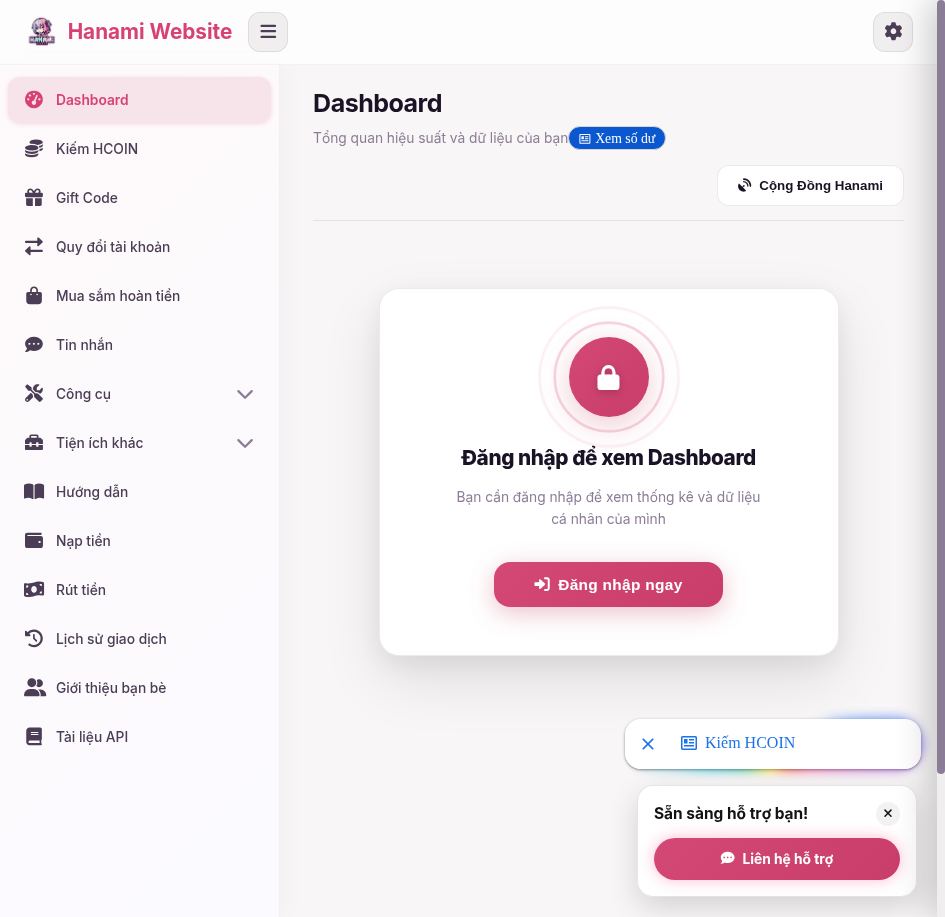 Hanami Website
Dashboard
Kiếm HCOIN
Gift Code
Quy đổi tài khoản
Mua sắm hoàn tiền
Tin nhắn
Công cụ
Tiện ích khác
Hướng dẫn
Nạp tiền
Rút tiền
Lịch sử giao dịch
Giới thiệu bạn bè
Tài liệu API
Dashboard
Tổng quan hiệu suất và dữ liệu của bạn Xem số dư
Cộng Đồng Hanami
Đăng nhập để xem Dashboard
Bạn cần đăng nhập để xem thống kê và dữ liệu
cá nhân của mình
Đăng nhập ngay
Kiếm HCOIN
Sẵn sàng hỗ trợ bạn!
Liên hệ hỗ trợ